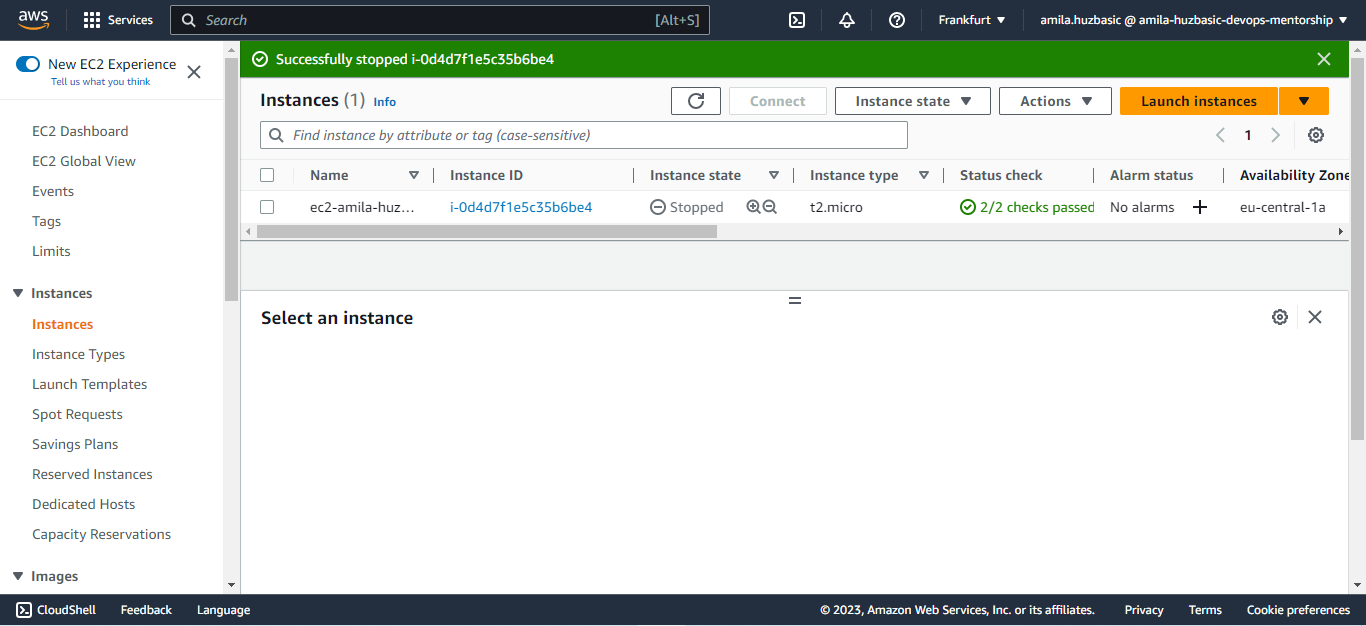 aws
Services
Search [Alt+S]
Frankfurt
amila.huzbasic @ amila-huzbasic-devops-mentorship
New EC2 Experience
Tell us what you think
EC2 Dashboard
EC2 Global View
Events
Tags
Limits
Instances
Instances
Instance Types
Launch Templates
Spot Requests
Savings Plans
Reserved Instances
Dedicated Hosts
Capacity Reservations
Images
Successfully stopped i-0d4d7f1e5c35b6be4
Instances (1) Info
Connect
Instance state
Actions
Launch instances
Find instance by attribute or tag (case-sensitive)
1
Name Instance ID Instance state Instance type Status check Alarm status Availability Zone
ec2-amila-huz... i-0d4d7f1e5c35b6be4 Stopped t2.micro 2/2 checks passed No alarms eu-central-1a
Select an instance
CloudShell Feedback Language © 2023, Amazon Web Services, Inc. or its affiliates. Privacy Terms Cookie preferences